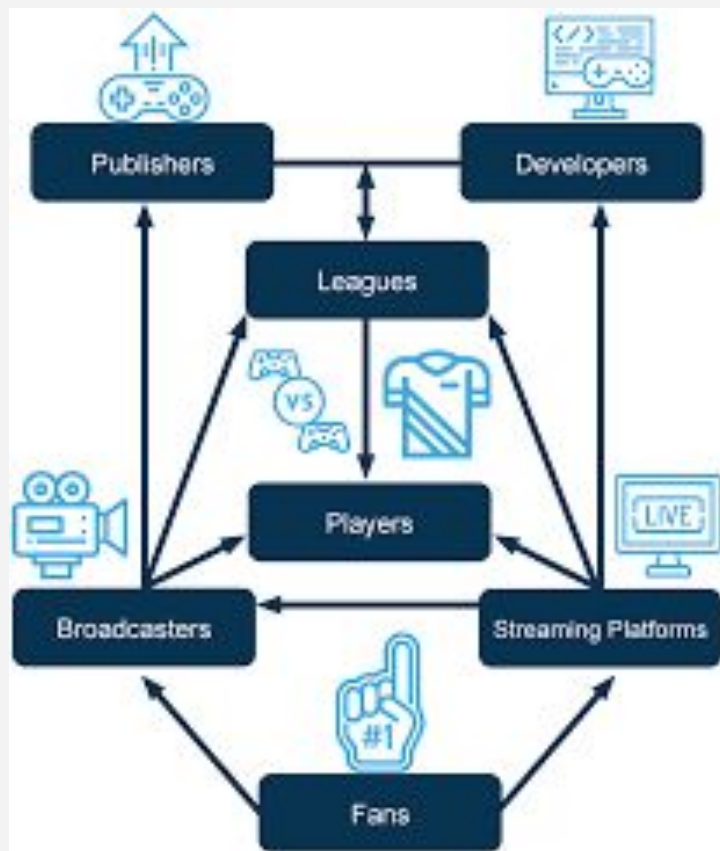 </>
Publishers
Developers
Leagues
VS
Players
LIVE
Broadcasters
Streaming Platforms
#1
Fans